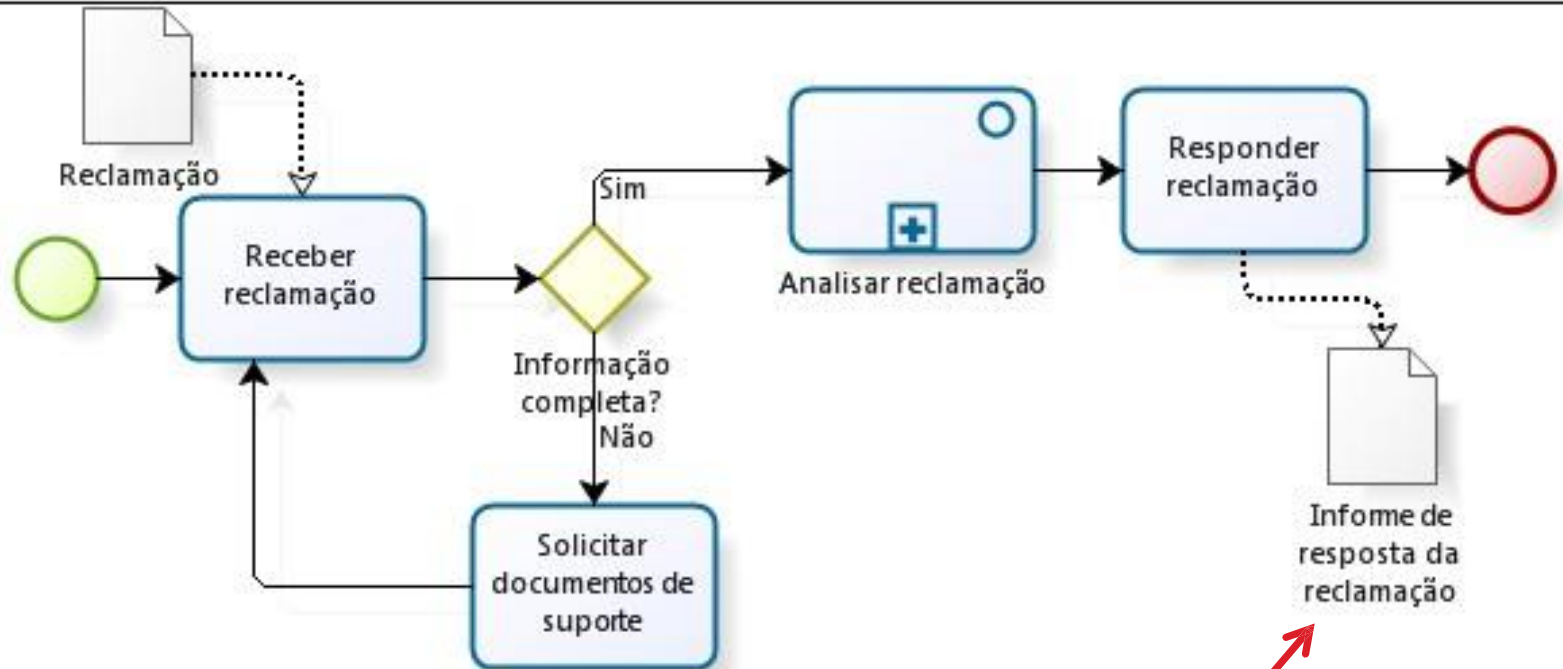 Reclamação
Receber
reclamação
Sim
Informação
completa?
Não
Solicitar
documentos de
suporte
Analisar reclamação
Responder
reclamação
Informe de
resposta da
reclamação